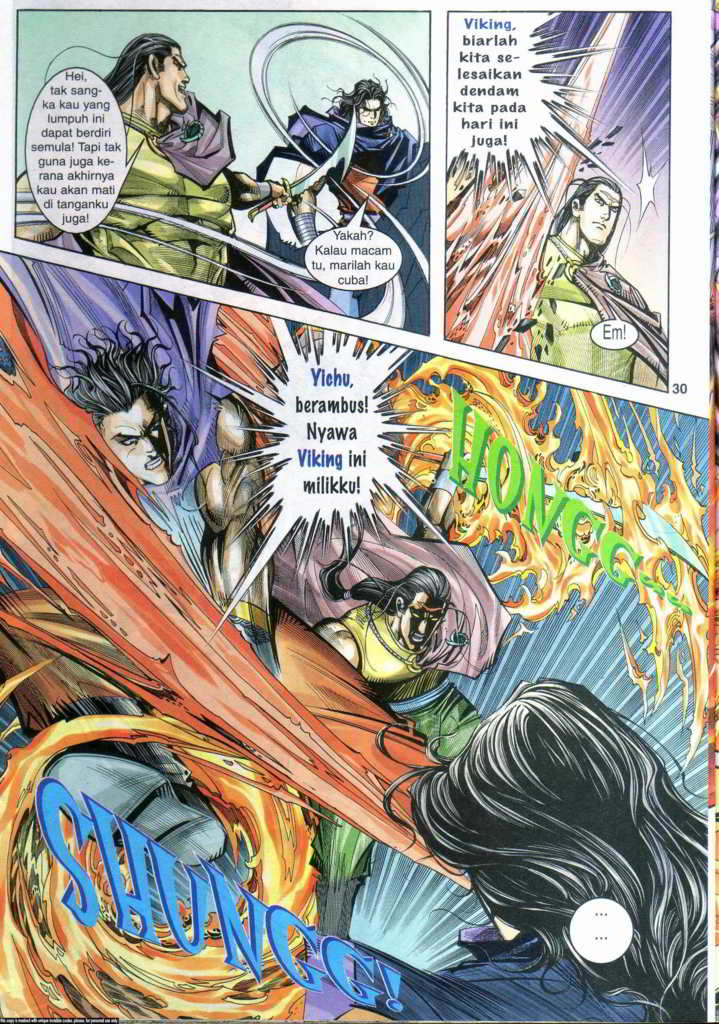 Hei,
tak sang-
ka kau yang
lumpuh ini
dapat berdiri
semula! Tapi tak
guna juga ke-
rana akhirnya
kau akan mati
di tanganku
juga!
Yakah?
Kalau macam
tu, marilah kau
cuba!
Viking,
biarlah
kita se-
lesaikan
dendam
kita pada
hari ini
juga!
Em!
30
Yichu,
berambus!
Nyawa
Viking ini
milikku!
HONGGG~~
SHUNGGG!
...
...